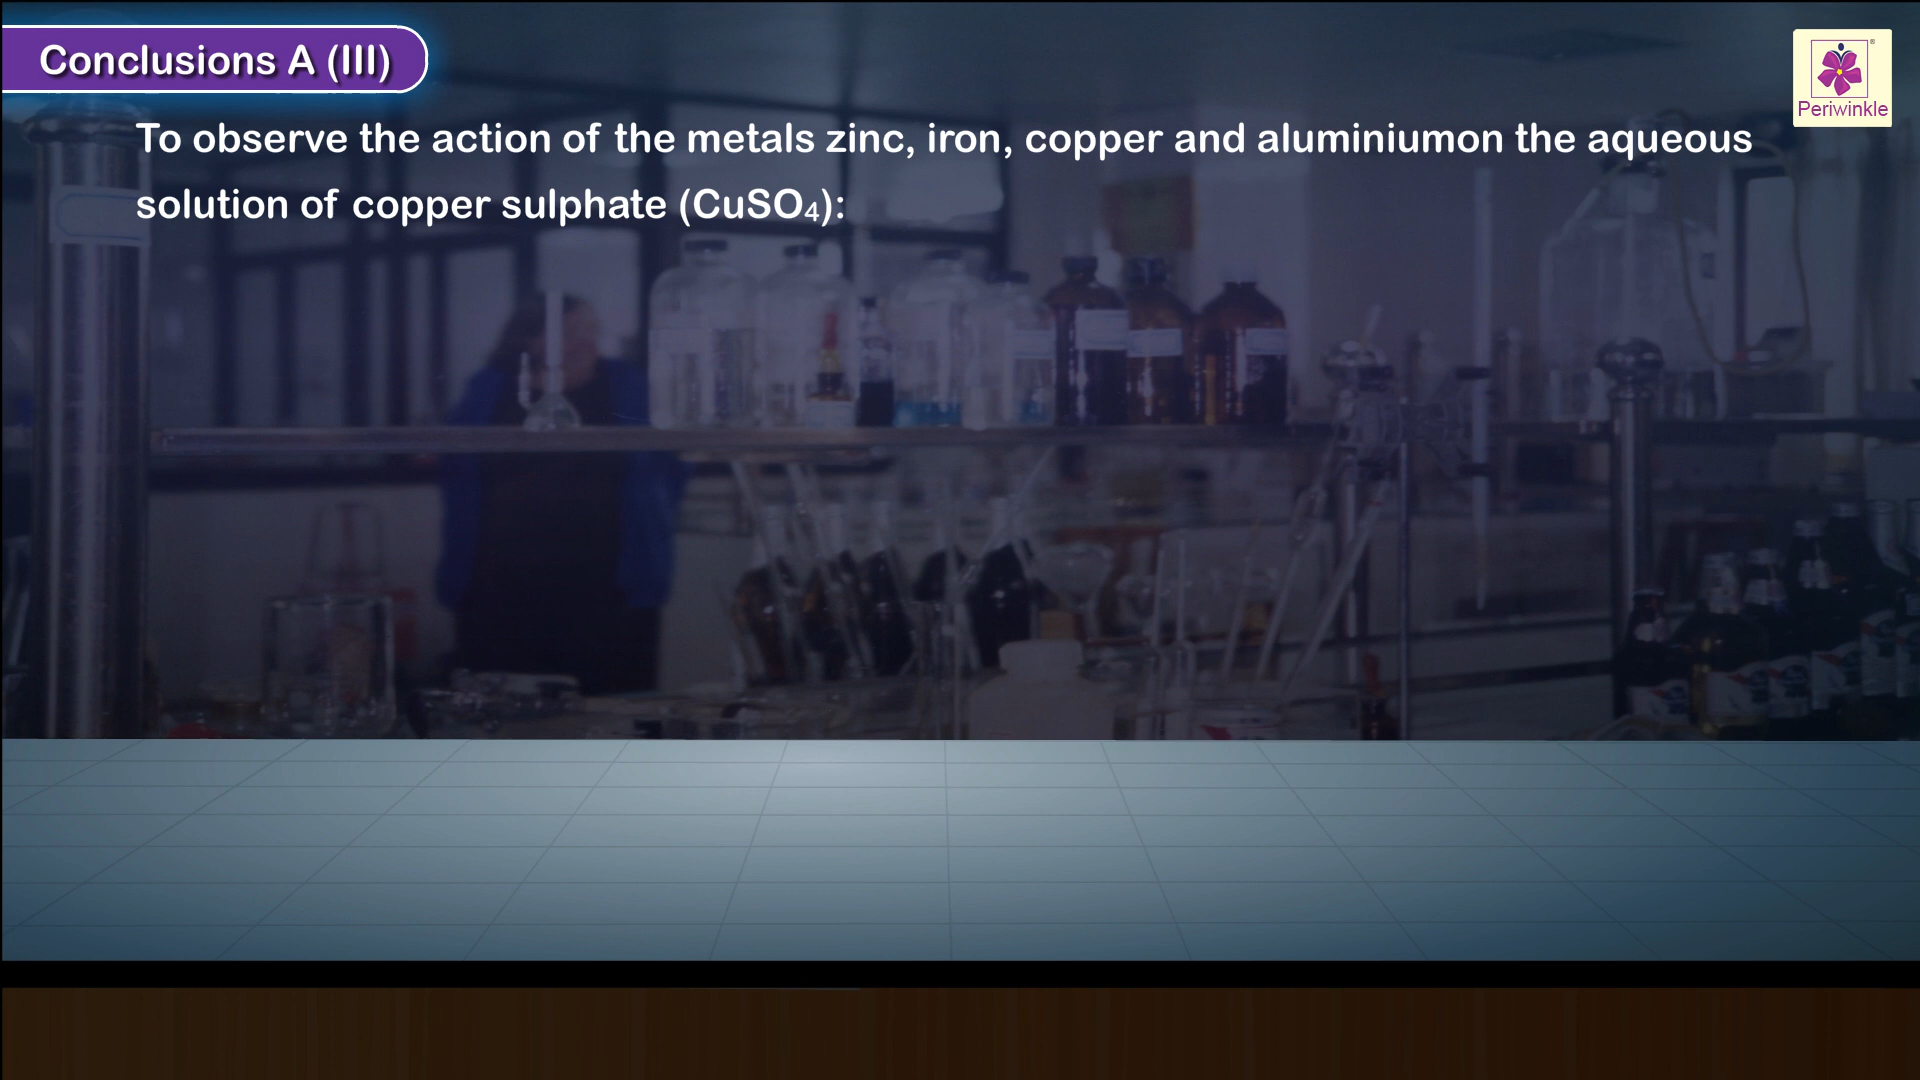 Conclusions A (III)
Periwinkle
To observe the action of the metals zinc, iron, copper and aluminiumon the aqueous
solution of copper sulphate (CuSO₄):